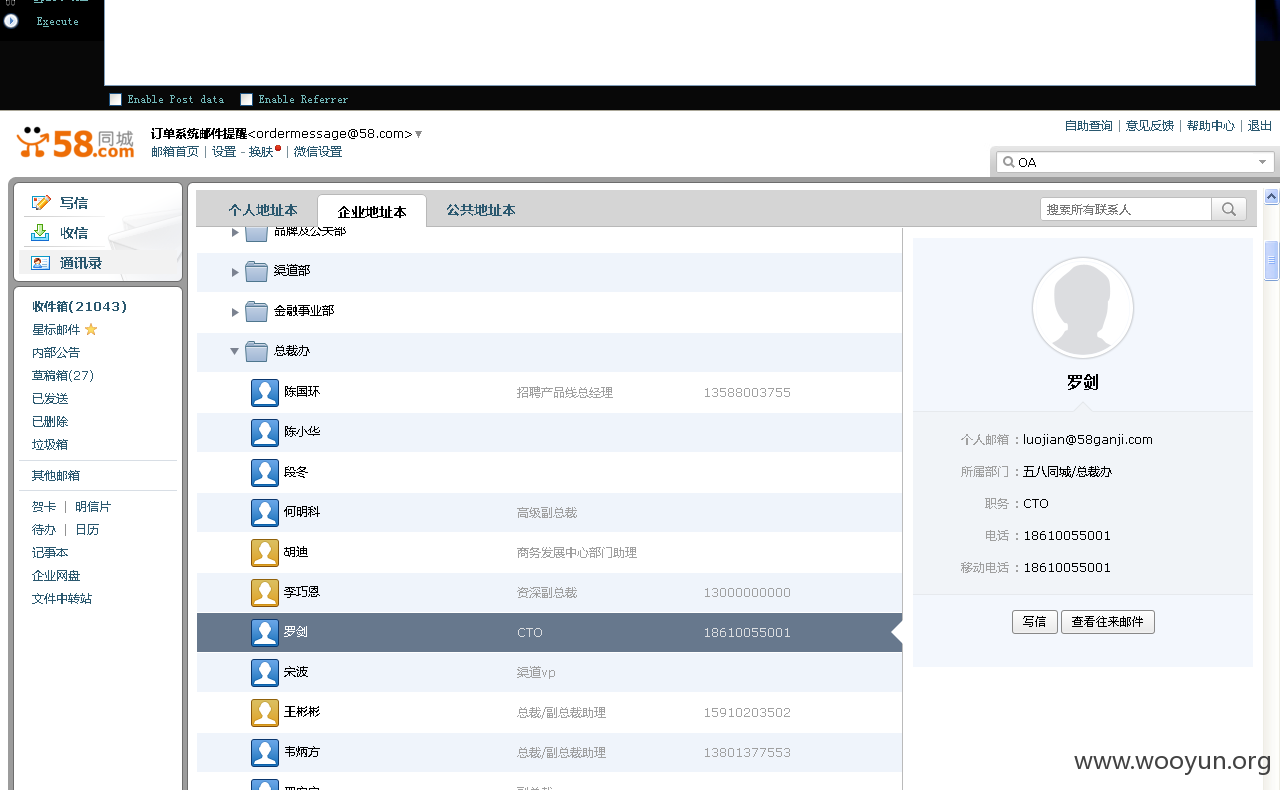 Execute
Enable Post data
Enable Referrer
58同城
58.com
订单系统邮件提醒<ordermessage@58.com>
邮箱首页 | 设置 - 换肤 | 微信设置
自助查询 | 意见反馈 | 帮助中心 | 退出
OA
写信
收信
通讯录
收件箱(21043)
星标邮件
内部公告
草稿箱(27)
已发送
已删除
垃圾箱
其他邮箱
贺卡 | 明信片
待办 | 日历
记事本
企业网盘
文件中转站
个人地址本
企业地址本
公共地址本
搜索所有联系人
品牌及公关部
渠道部
金融事业部
总裁办
陈国环 招聘产品线总经理 13588003755
陈小华
段冬
何明科 高级副总裁
胡迪 商务发展中心部门助理
李巧恩 资深副总裁 13000000000
罗剑 CTO 18610055001
宋波 渠道vp
王彬彬 总裁/副总裁助理 15910203502
韦炳方 总裁/副总裁助理 13801377553
副总裁
罗剑
个人邮箱：luojian@58ganji.com
所属部门：五八同城/总裁办
职务：CTO
电话：18610055001
移动电话：18610055001
写信
查看往来邮件
www.wooyun.org